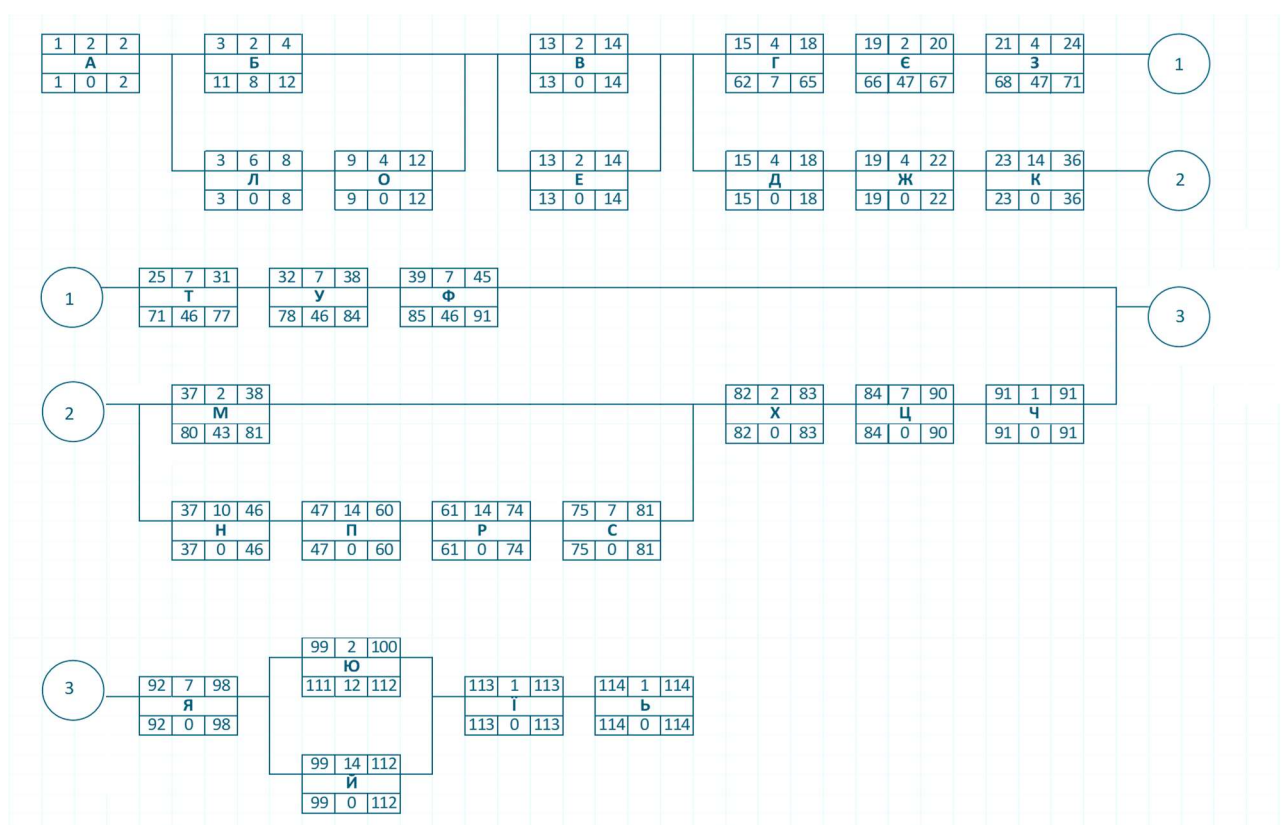 1 2 2 3 2 4 13 2 14 15 4 18 19 2 20 21 4 24
А Б В Г Є З 1
1 0 2 11 8 12 13 0 14 62 7 65 66 47 67 68 47 71
3 6 8 9 4 12 13 2 14 15 4 18 19 4 22 23 14 36
Л О Е Д Ж К 2
3 0 8 9 0 12 13 0 14 15 0 18 19 0 22 23 0 36
25 7 31 32 7 38 39 7 45
1 Т У Ф 3
71 46 77 78 46 84 85 46 91
37 2 38 82 2 83 84 7 90 91 1 91
2 М Х Ц Ч
80 43 81 82 0 83 84 0 90 91 0 91
37 10 46 47 14 60 61 14 74 75 7 81
Н П Р С
37 0 46 47 0 60 61 0 74 75 0 81
99 2 100
Ю
111 12 112
3 92 7 98 113 1 113 114 1 114
Я Ї Ь
92 0 98 113 0 113 114 0 114
99 14 112
Й
99 0 112